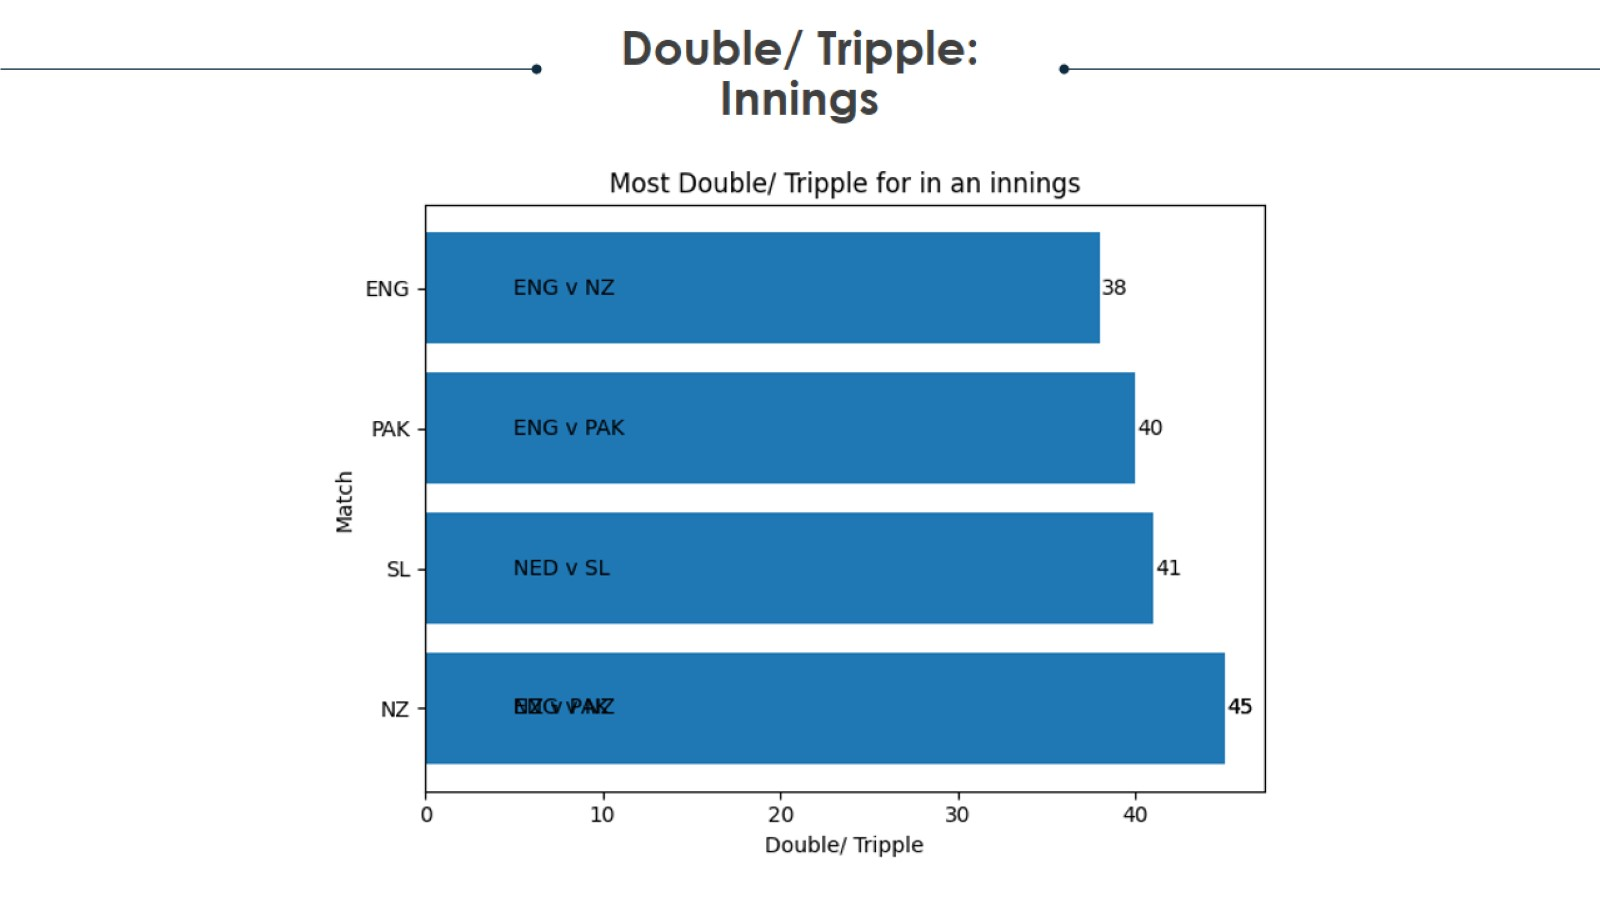 Double/ Tripple:
Innings
Most Double/ Tripple for in an innings
ENG
ENG v NZ
38
PAK
ENG v PAK
40
Match
SL
NED v SL
41
NZ
45
0 10 20 30 40
Double/ Tripple